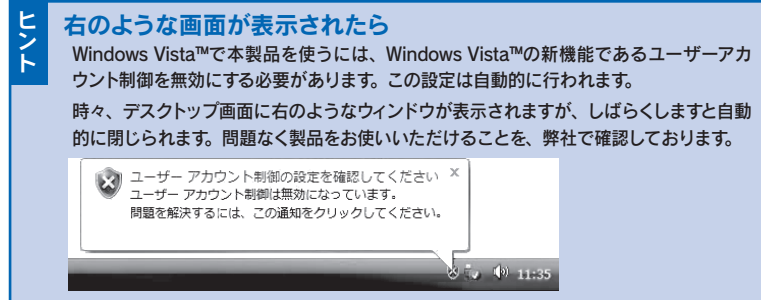 ヒント
右のような画面が表示されたら
Windows Vista™で本製品を使うには、Windows Vista™の新機能であるユーザーアカ
ウント制御を無効にする必要があります。この設定は自動的に行われます。
時々、デスクトップ画面に右のようなウィンドウが表示されますが、しばらくしますと自動
的に閉じられます。問題なく製品をお使いいただけることを、弊社で確認しております。
ユーザー アカウント制御の設定を確認してください ×
ユーザー アカウント制御は無効になっています。
問題を解決するには、この通知をクリックしてください。
11:35